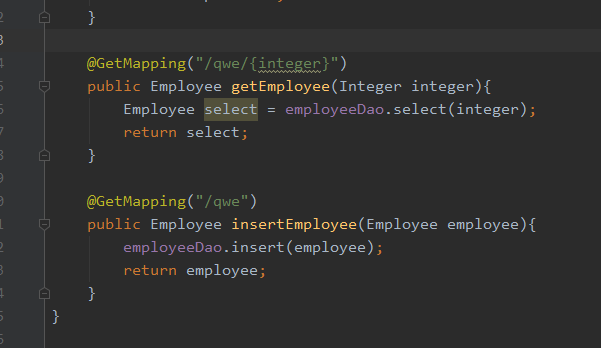 }
@GetMapping("/qwe/{integer}")
public Employee getEmployee(Integer integer){
Employee select = employeeDao.select(integer);
return select;
}
@GetMapping("/qwe")
public Employee insertEmployee(Employee employee){
employeeDao.insert(employee);
return employee;
}
}